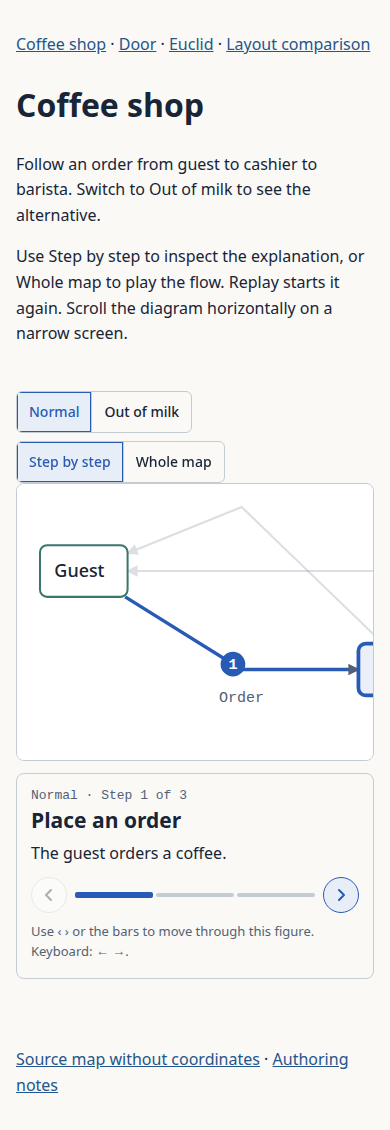 Coffee shop · Door · Euclid · Layout comparison
Coffee shop
Follow an order from guest to cashier to
barista. Switch to Out of milk to see the
alternative.
Use Step by step to inspect the explanation, or
Whole map to play the flow. Replay starts it
again. Scroll the diagram horizontally on a
narrow screen.
Normal
Out of milk
Step by step
Whole map
Guest
1
Order
Normal · Step 1 of 3
Place an order
The guest orders a coffee.
Use ‹ › or the bars to move through this figure.
Keyboard: ← →.
Source map without coordinates · Authoring
notes